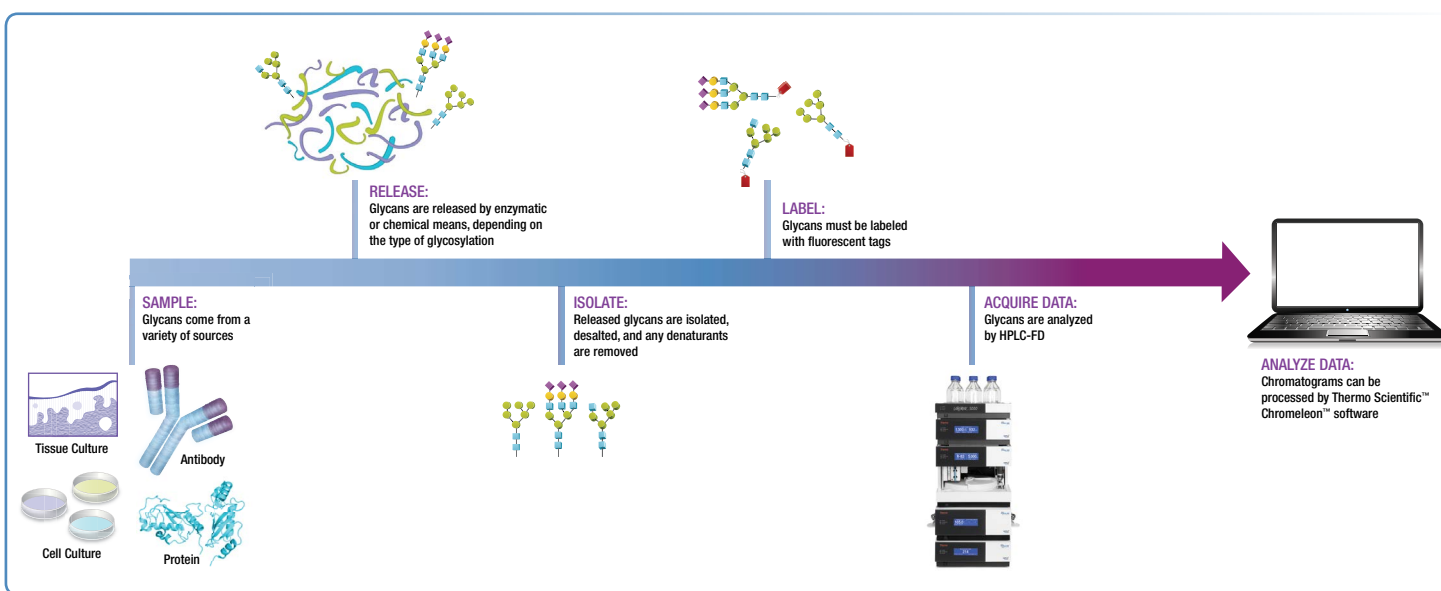 RELEASE:
Glycans are released by enzymatic
or chemical means, depending on
the type of glycosylation
LABEL:
Glycans must be labeled
with fluorescent tags
SAMPLE:
Glycans come from a
variety of sources
ISOLATE:
Released glycans are isolated,
desalted, and any denaturants
are removed
ACQUIRE DATA:
Glycans are analyzed
by HPLC-FD
ANALYZE DATA:
Chromatograms can be
processed by Thermo Scientific™
Chromeleon™ software
Tissue Culture
Antibody
Cell Culture
Protein